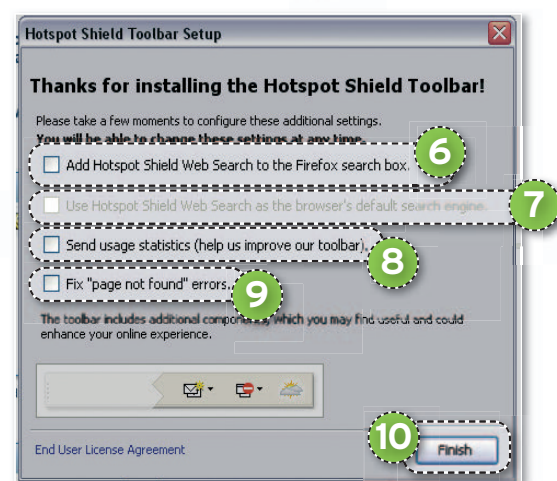 Hotspot Shield Toolbar Setup
Thanks for installing the Hotspot Shield Toolbar!
Please take a few moments to configure these additional settings.
You will be able to change these settings at any time.
Add Hotspot Shield Web Search to the Firefox search box.
6
Use Hotspot Shield Web Search as the browser's default search engine.
7
Send usage statistics (help us improve our toolbar).
8
Fix "page not found" errors.
9
The toolbar includes additional components, which you may find useful and could
enhance your online experience.
End User License Agreement
10
Finish